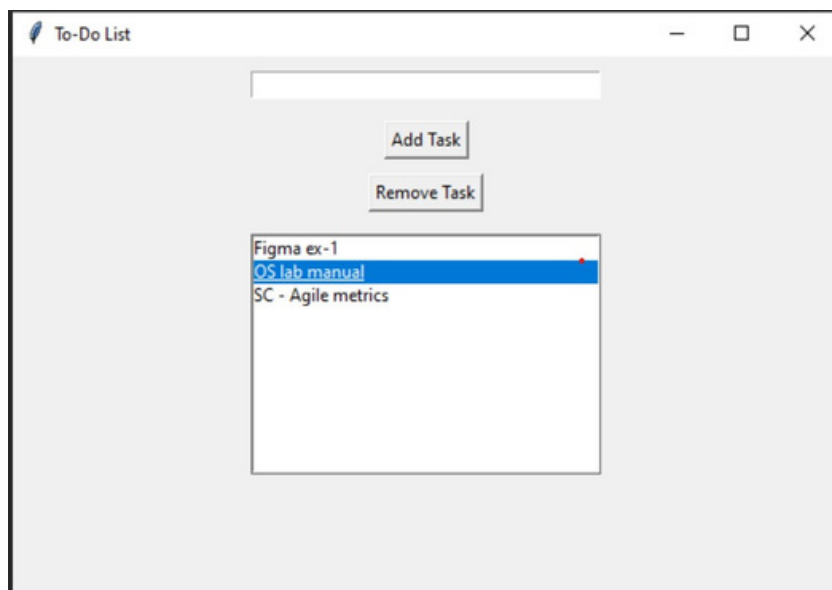 To-Do List
Add Task
Remove Task
Figma ex-1
OS lab manual
SC - Agile metrics